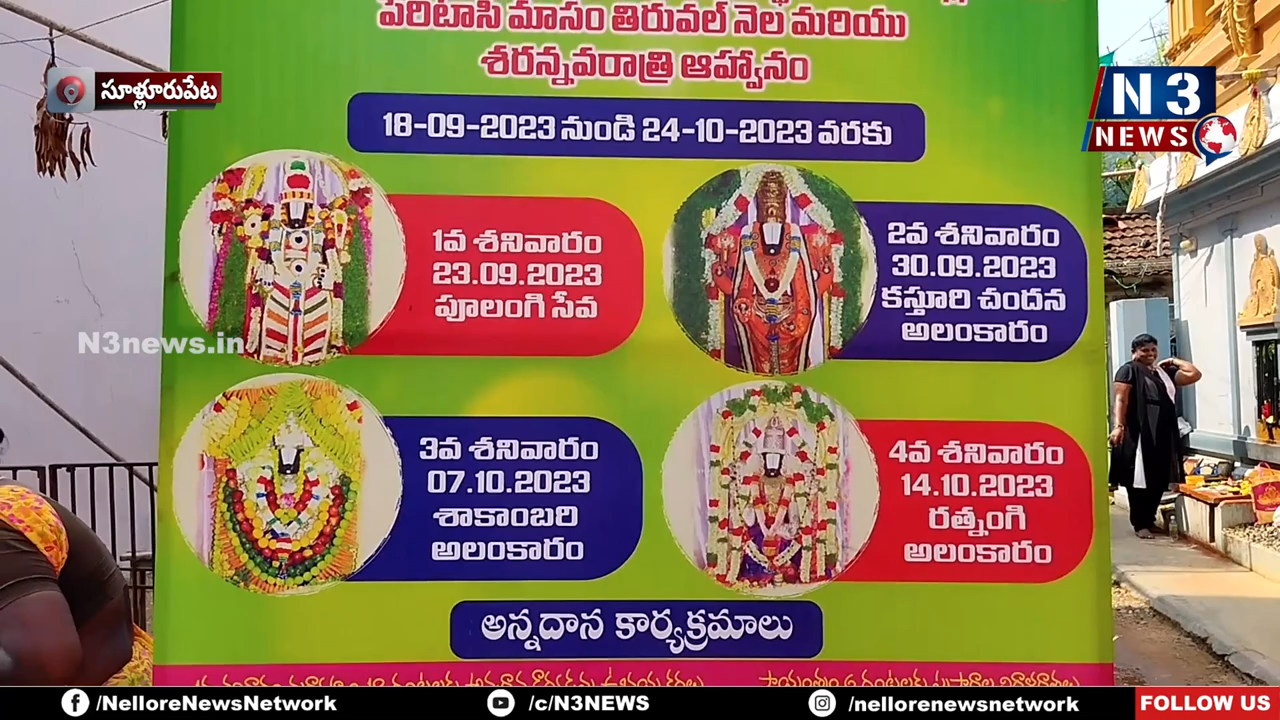 పెరిటాసి మాసం తిరువల్ నెల మరియు
శరన్నవరాత్రి ఆహ్వానం
సూళ్లూరుపేట
N3
NEWS
18-09-2023 నుండి 24-10-2023 వరకు
1వ శనివారం
23.09.2023
పూలంగి సేవ
2వ శనివారం
30.09.2023
కస్తూరి చందన
అలంకారం
N3news.in
3వ శనివారం
07.10.2023
శాకాంబరి
అలంకారం
4వ శనివారం
14.10.2023
రత్నంగి
అలంకారం
అన్నదాన కార్యక్రమాలు
/NelloreNewsNetwork
/c/N3NEWS
/nellorenewsnetwork
FOLLOW US